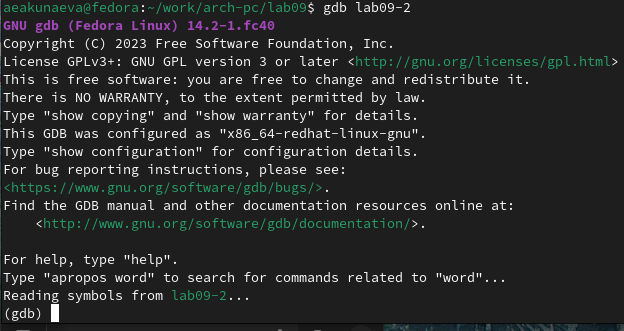 aeakunaeva@fedora:~/work/arch-pc/lab09$ gdb lab09-2
GNU gdb (Fedora Linux) 14.2-1.fc40
Copyright (C) 2023 Free Software Foundation, Inc.
License GPLv3+: GNU GPL version 3 or later <http://gnu.org/licenses/gpl.html>
This is free software: you are free to change and redistribute it.
There is NO WARRANTY, to the extent permitted by law.
Type "show copying" and "show warranty" for details.
This GDB was configured as "x86_64-redhat-linux-gnu".
Type "show configuration" for configuration details.
For bug reporting instructions, please see:
<https://www.gnu.org/software/gdb/bugs/>.
Find the GDB manual and other documentation resources online at:
    <http://www.gnu.org/software/gdb/documentation/>.

For help, type "help".
Type "apropos word" to search for commands related to "word"...
Reading symbols from lab09-2...
(gdb)